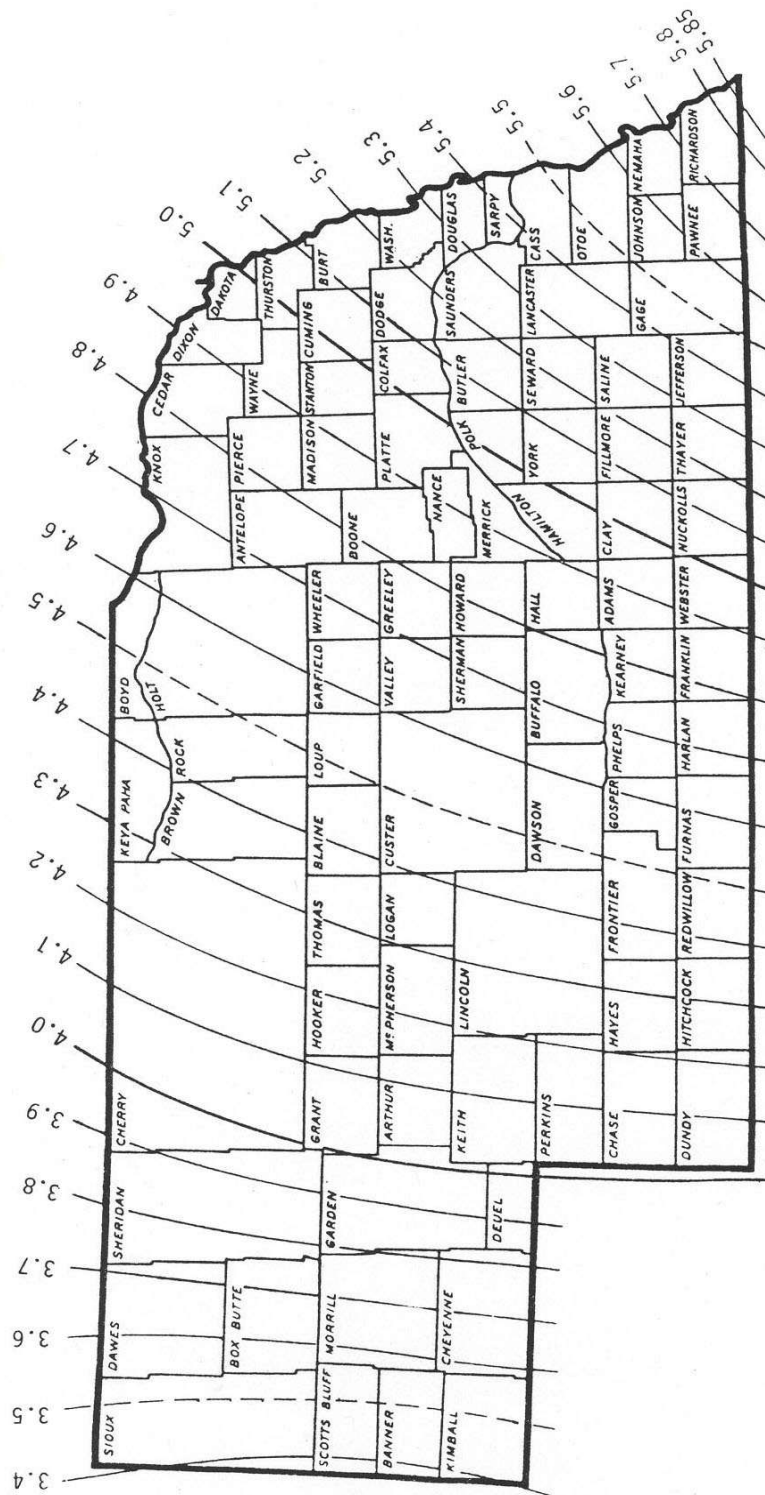 3.4
3.5
3.6
3.7
3.8
3.9
4.0
4.1
4.2
4.3
4.4
4.5
4.6
4.7
4.8
4.9
5.0
5.1
5.2
5.3
5.4
5.5
5.6
5.7
5.8
5.85
SIOUX
DAWES
SHERIDAN
CHERRY
KEYA PAHA
BOYD
BROWN
ROCK
HOLT
KNOX
CEDAR
DIXON
DAKOTA
BOX BUTTE
ANTELOPE
PIERCE
WAYNE
THURSTON
SCOTTS BLUFF
MORRILL
GARDEN
GRANT
HOOKER
THOMAS
BLAINE
LOUP
GARFIELD
WHEELER
BOONE
MADISON
STANTON
CUMING
BURT
BANNER
ARTHUR
Mc PHERSON
LOGAN
CUSTER
VALLEY
GREELEY
NANCE
PLATTE
COLFAX
DODGE
WASH.
KIMBALL
CHEYENNE
DEUEL
KEITH
LINCOLN
SHERMAN
HOWARD
MERRICK
POLK
BUTLER
SAUNDERS
DOUGLAS
SARPY
PERKINS
DAWSON
BUFFALO
HALL
HAMILTON
YORK
SEWARD
LANCASTER
CASS
OTOE
CHASE
HAYES
FRONTIER
GOSPER
PHELPS
KEARNEY
ADAMS
CLAY
FILLMORE
SALINE
GAGE
JOHNSON
NEMAHA
DUNDY
HITCHCOCK
REDWILLOW
FURNAS
HARLAN
FRANKLIN
WEBSTER
NUCKOLLS
THAYER
JEFFERSON
PAWNEE
RICHARDSON